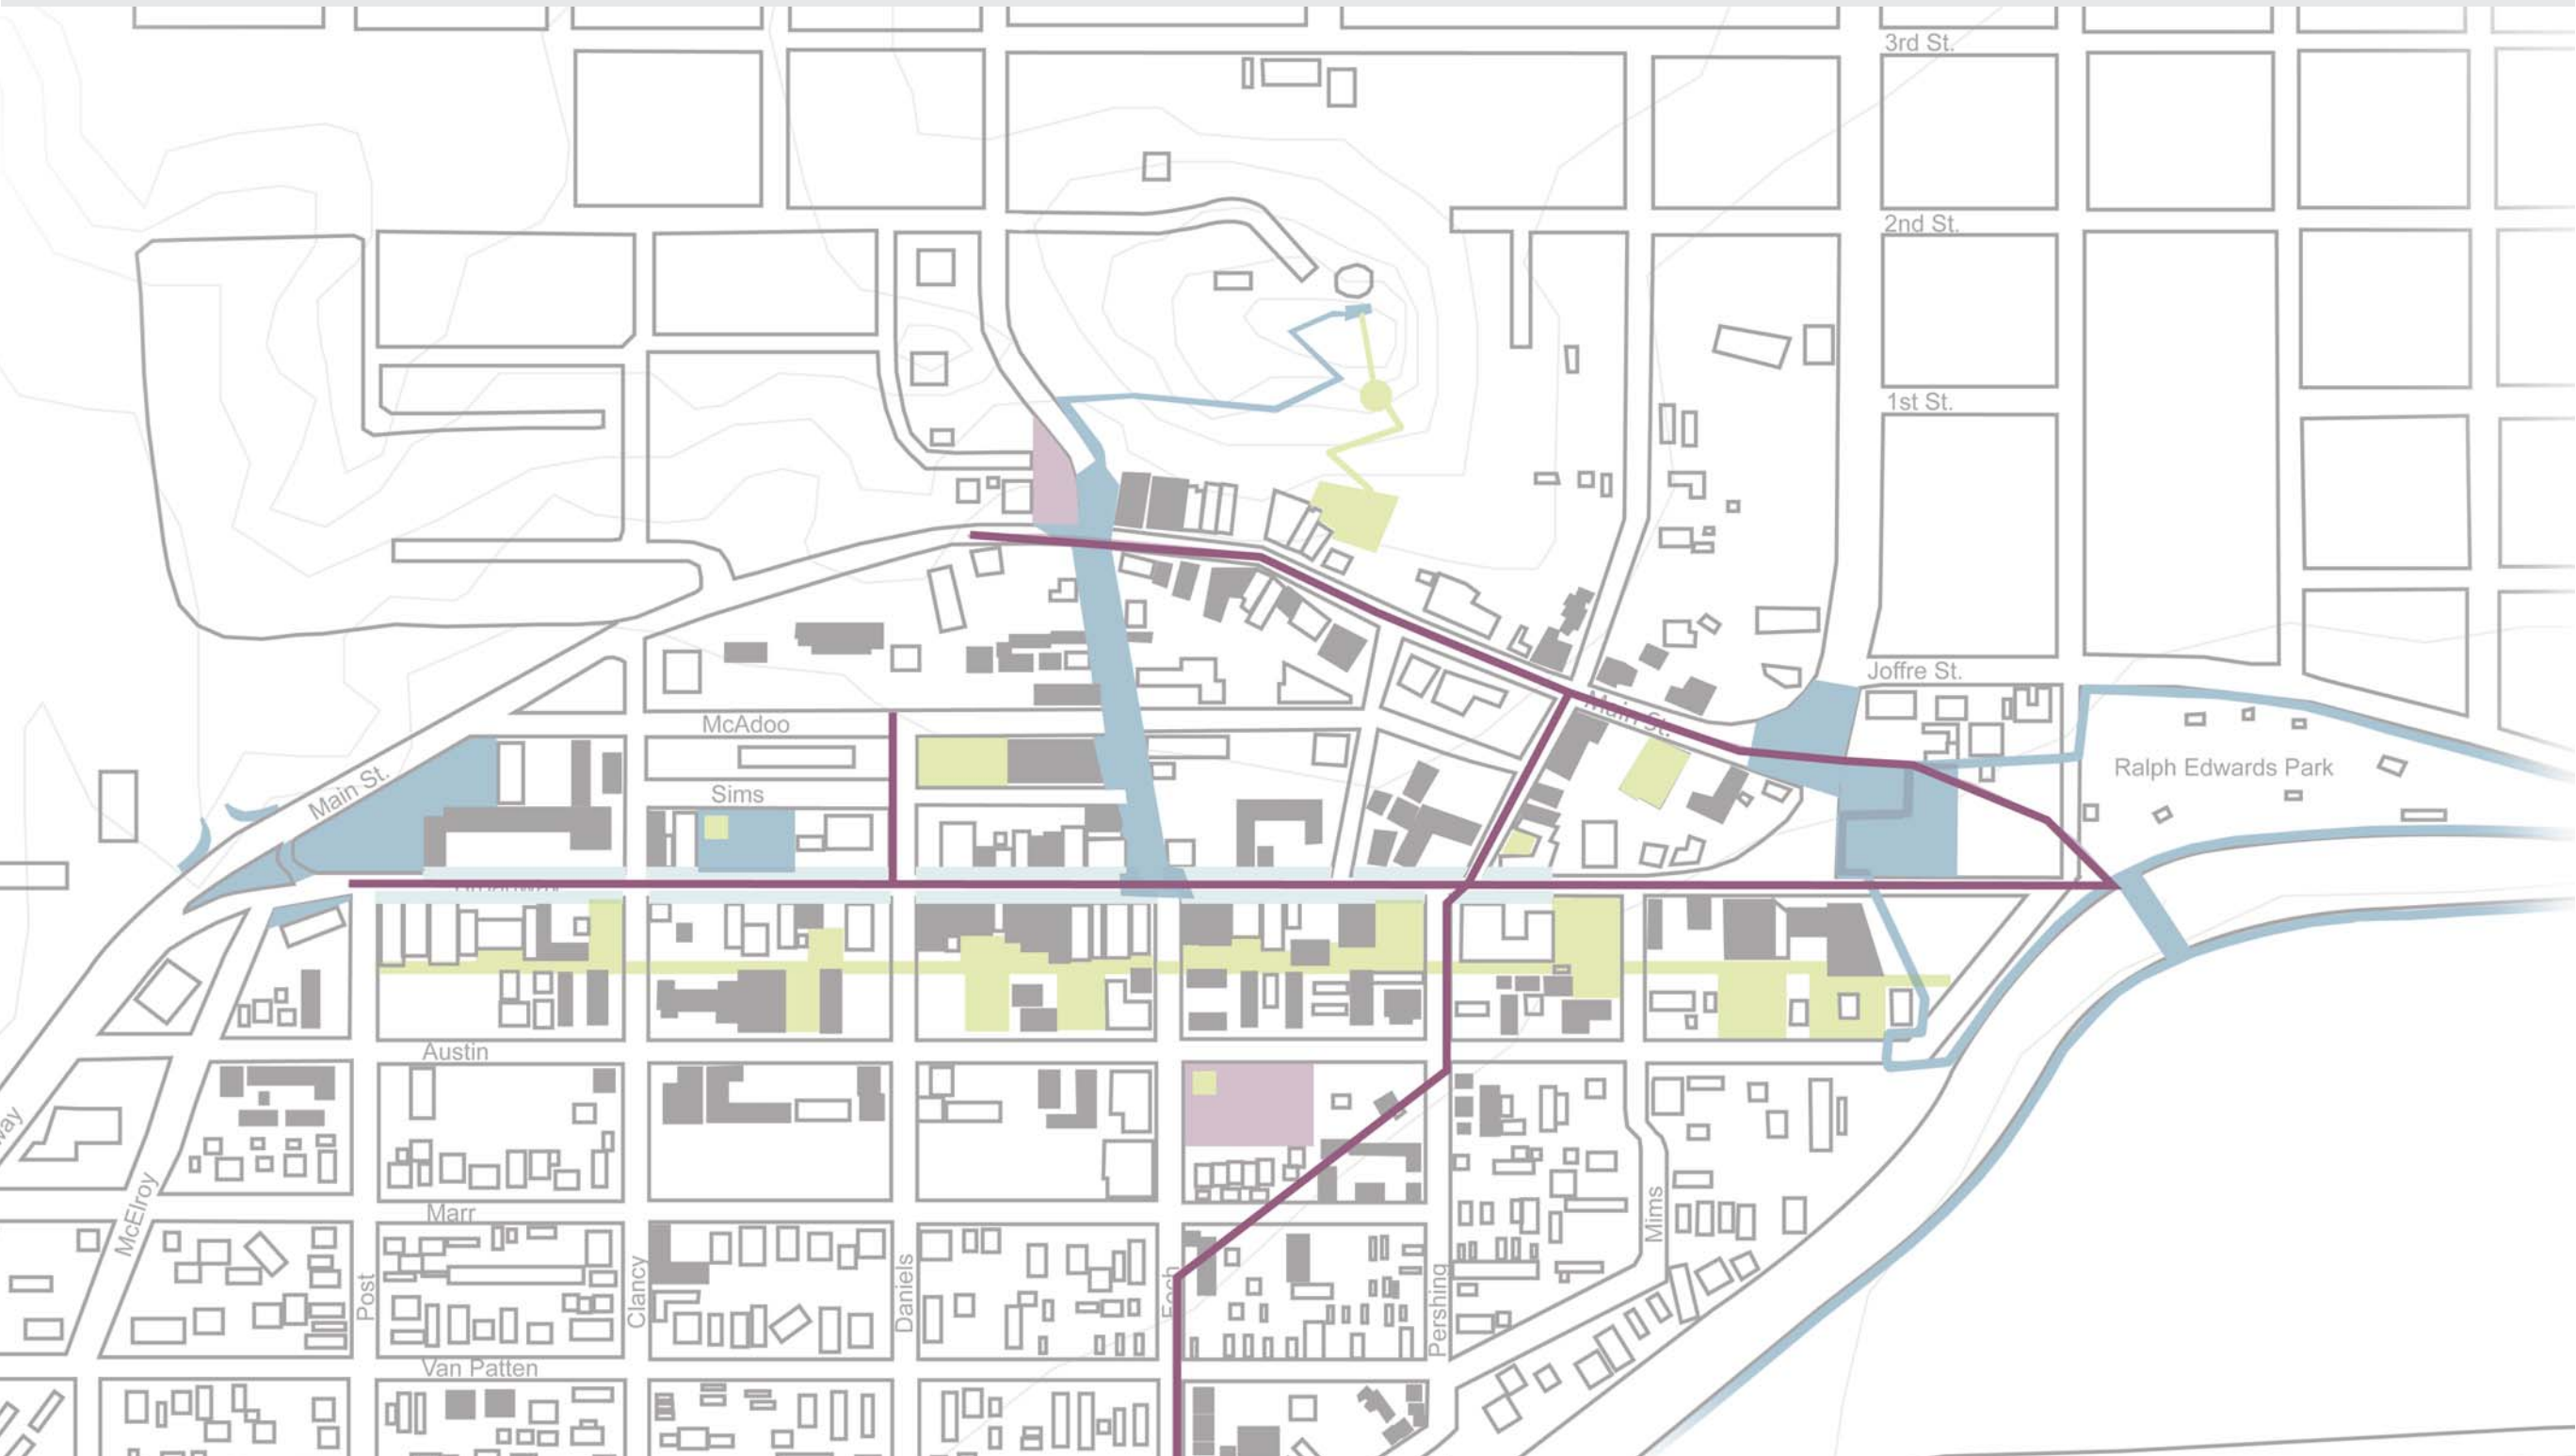 3rd St.
2nd St.
1st St.
Joffre St.
Main St.
McAdoo
Ralph Edwards Park
Main St.
Sims
Austin
McElroy
Marr
Mims
Post
Clancy
Daniels
Foch
Pershing
Van Patten